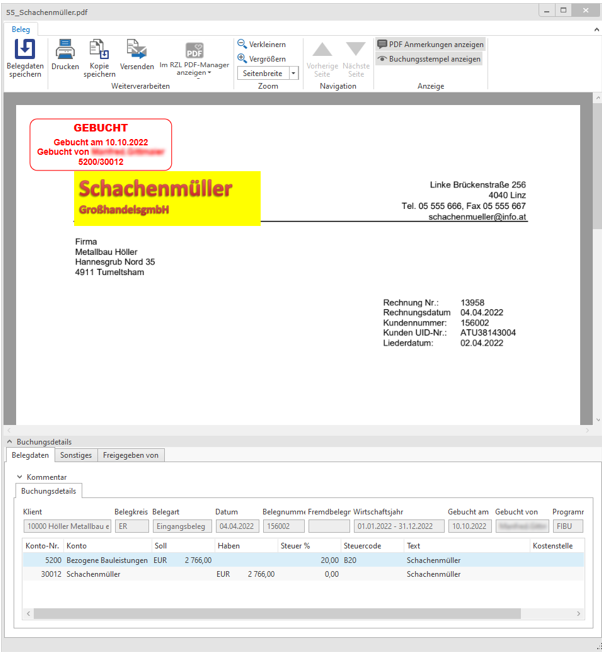 55_Schachenmüller.pdf
Beleg
Belegdaten speichern
Drucken
Kopie speichern
Versenden
PDF
Im RZL PDF-Manager anzeigen
Weiterverarbeiten
Verkleinern
Vergrößern
Seitenbreite
Zoom
Vorherige Seite
Nächste Seite
Navigation
PDF Anmerkungen anzeigen
Buchungsstempel anzeigen
Anzeige
GEBUCHT
Gebucht am 10.10.2022
Gebucht von
5200/30012
Schachenmüller
GroßhandelsgmbH
Linke Brückenstraße 256
4040 Linz
Tel. 05 555 666, Fax 05 555 667
schachenmueller@info.at
Firma
Metallbau Höller
Hannesgrub Nord 35
4911 Tumeltsham
Rechnung Nr.: 13958
Rechnungsdatum 04.04.2022
Kundennummer: 156002
Kunden UID-Nr.: ATU38143004
Liederdatum: 02.04.2022
Buchungsdetails
Belegdaten Sonstiges Freigegeben von
Kommentar
Buchungsdetails
Klient Belegkreis Belegart Datum Belegnumme Fremdbelegr Wirtschaftsjahr Gebucht am Gebucht von Programm
10000 Höller Metallbau e ER Eingangsbeleg 04.04.2022 156002 01.01.2022 - 31.12.2022 10.10.2022 FIBU
Konto-Nr. Konto Soll Haben Steuer % Steuercode Text Kostenstelle
5200 Bezogene Bauleistungen EUR 2 766,00 20,00 B20 Schachenmüller
30012 Schachenmüller EUR 2 766,00 0,00 Schachenmüller